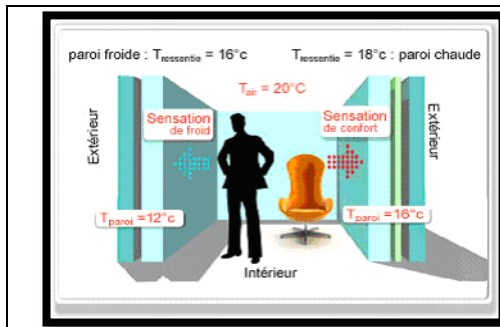 paroi froide : Tressentie = 16°c
Tressentie = 18°c : paroi chaude
Tair = 20°C
Extérieur
Sensation
de froid
Sensation
de confort
Extérieur
Tparoi =12°c
Tparoi =16°c
Intérieur